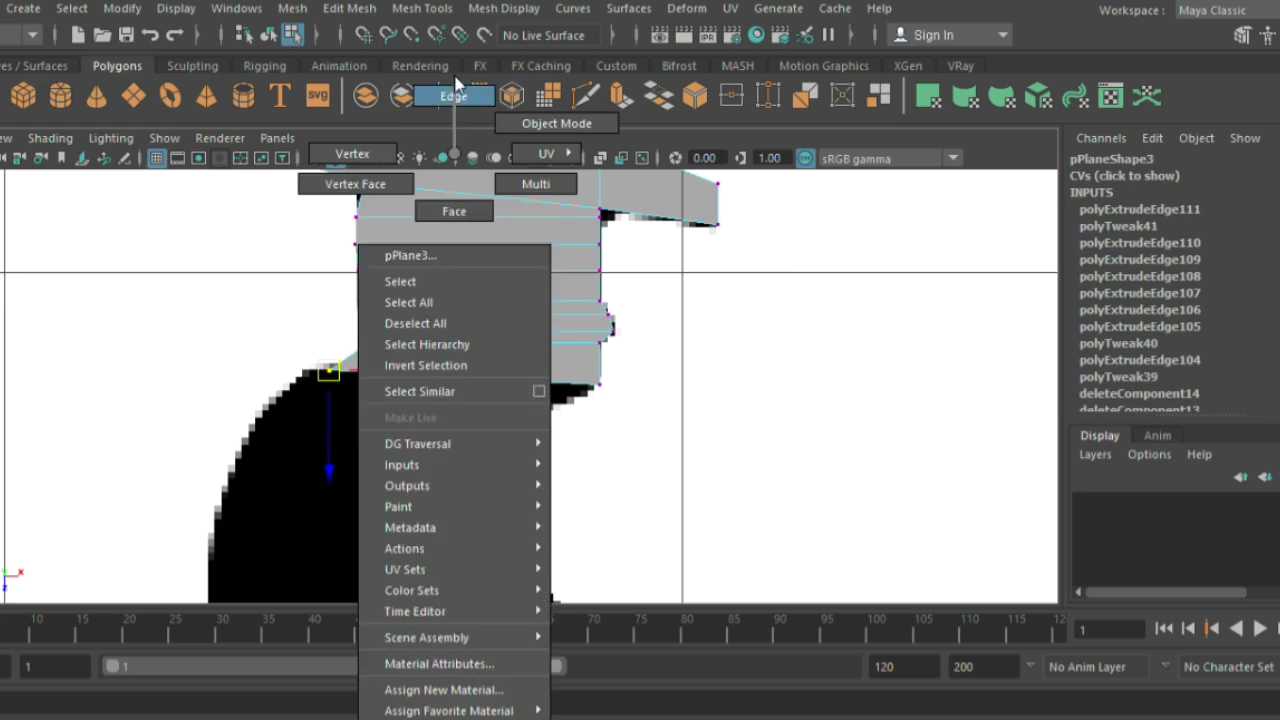 Create Select Modify Display Windows Mesh Edit Mesh Mesh Tools Mesh Display Curves Surfaces Deform UV Generate Cache Help
Workspace : Maya Classic
No Live Surface
Sign In
es / Surfaces Polygons Sculpting Rigging Animation Rendering FX FX Caching Custom Bifrost MASH Motion Graphics XGen VRay
T SVG
Edge
Object Mode
ew Shading Lighting Show Renderer Panels
Channels Edit Object Show
Vertex
UV
0.00 1.00 ON sRGB gamma
pPlaneShape3
CVs (click to show)
Vertex Face
Multi
INPUTS
Face
polyExtrudeEdge111
polyTweak41
polyExtrudeEdge110
polyExtrudeEdge109
polyExtrudeEdge108
polyExtrudeEdge107
polyExtrudeEdge106
polyExtrudeEdge105
polyTweak40
polyExtrudeEdge104
polyTweak39
deleteComponent14
deleteComponent13
pPlane3...
Select
Select All
Deselect All
Select Hierarchy
Invert Selection
Select Similar
Make Live
DG Traversal
Inputs
Outputs
Paint
Metadata
Actions
UV Sets
Color Sets
Time Editor
Scene Assembly
Material Attributes...
Assign New Material...
Assign Favorite Material
Display Anim
Layers Options Help
x
10 15 20 25 30 35 40 70 75 80 85 90 95 100 105 110 115 12
1
1 1 120 200 No Anim Layer No Character Set